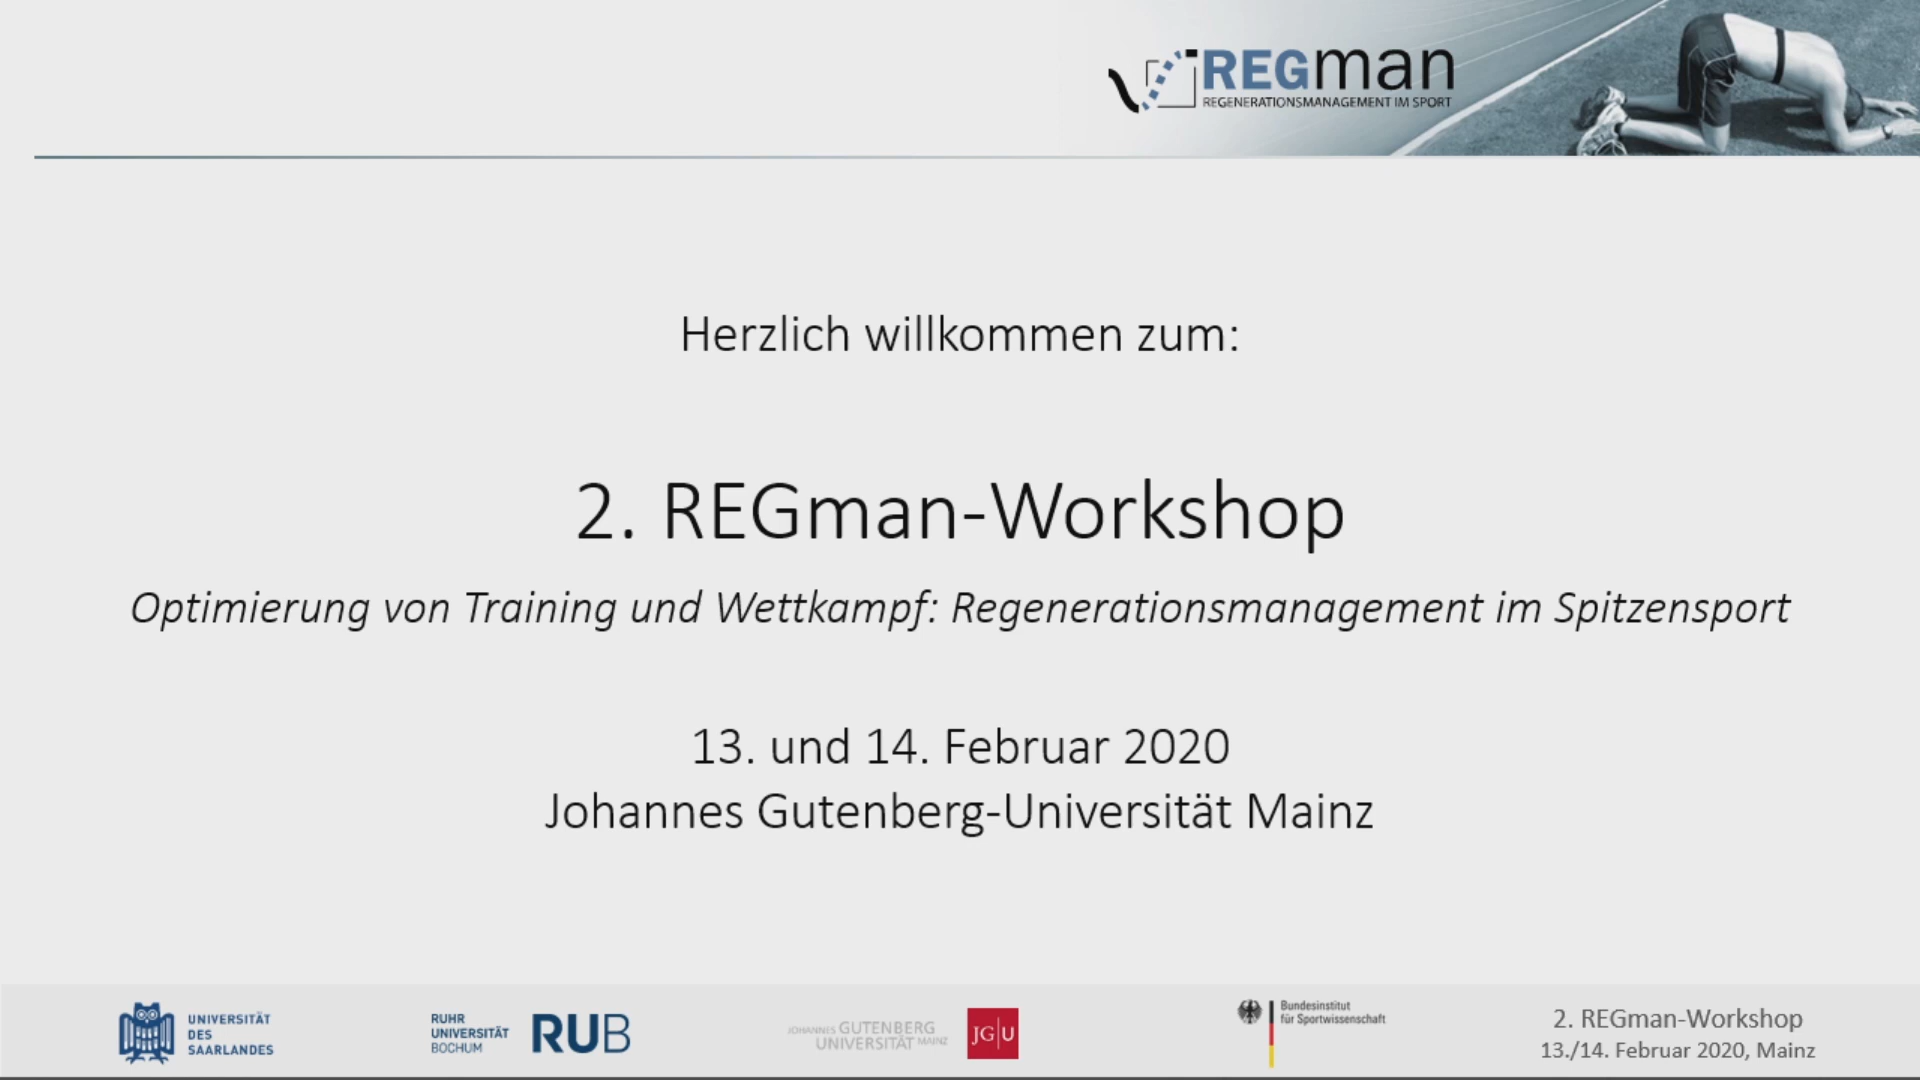 REGman
REGENERATIONSMANAGEMENT IM SPORT
Herzlich willkommen zum:
2. REGman-Workshop
Optimierung von Training und Wettkampf: Regenerationsmanagement im Spitzensport
13. und 14. Februar 2020
Johannes Gutenberg-Universität Mainz
UNIVERSITÄT
DES
SAARLANDES
RUHR
UNIVERSITÄT
BOCHUM
RUB
JOHANNES GUTENBERG
UNIVERSITÄT MAINZ
JG|U
Bundesinstitut
für Sportwissenschaft
2. REGman-Workshop
13./14. Februar 2020, Mainz